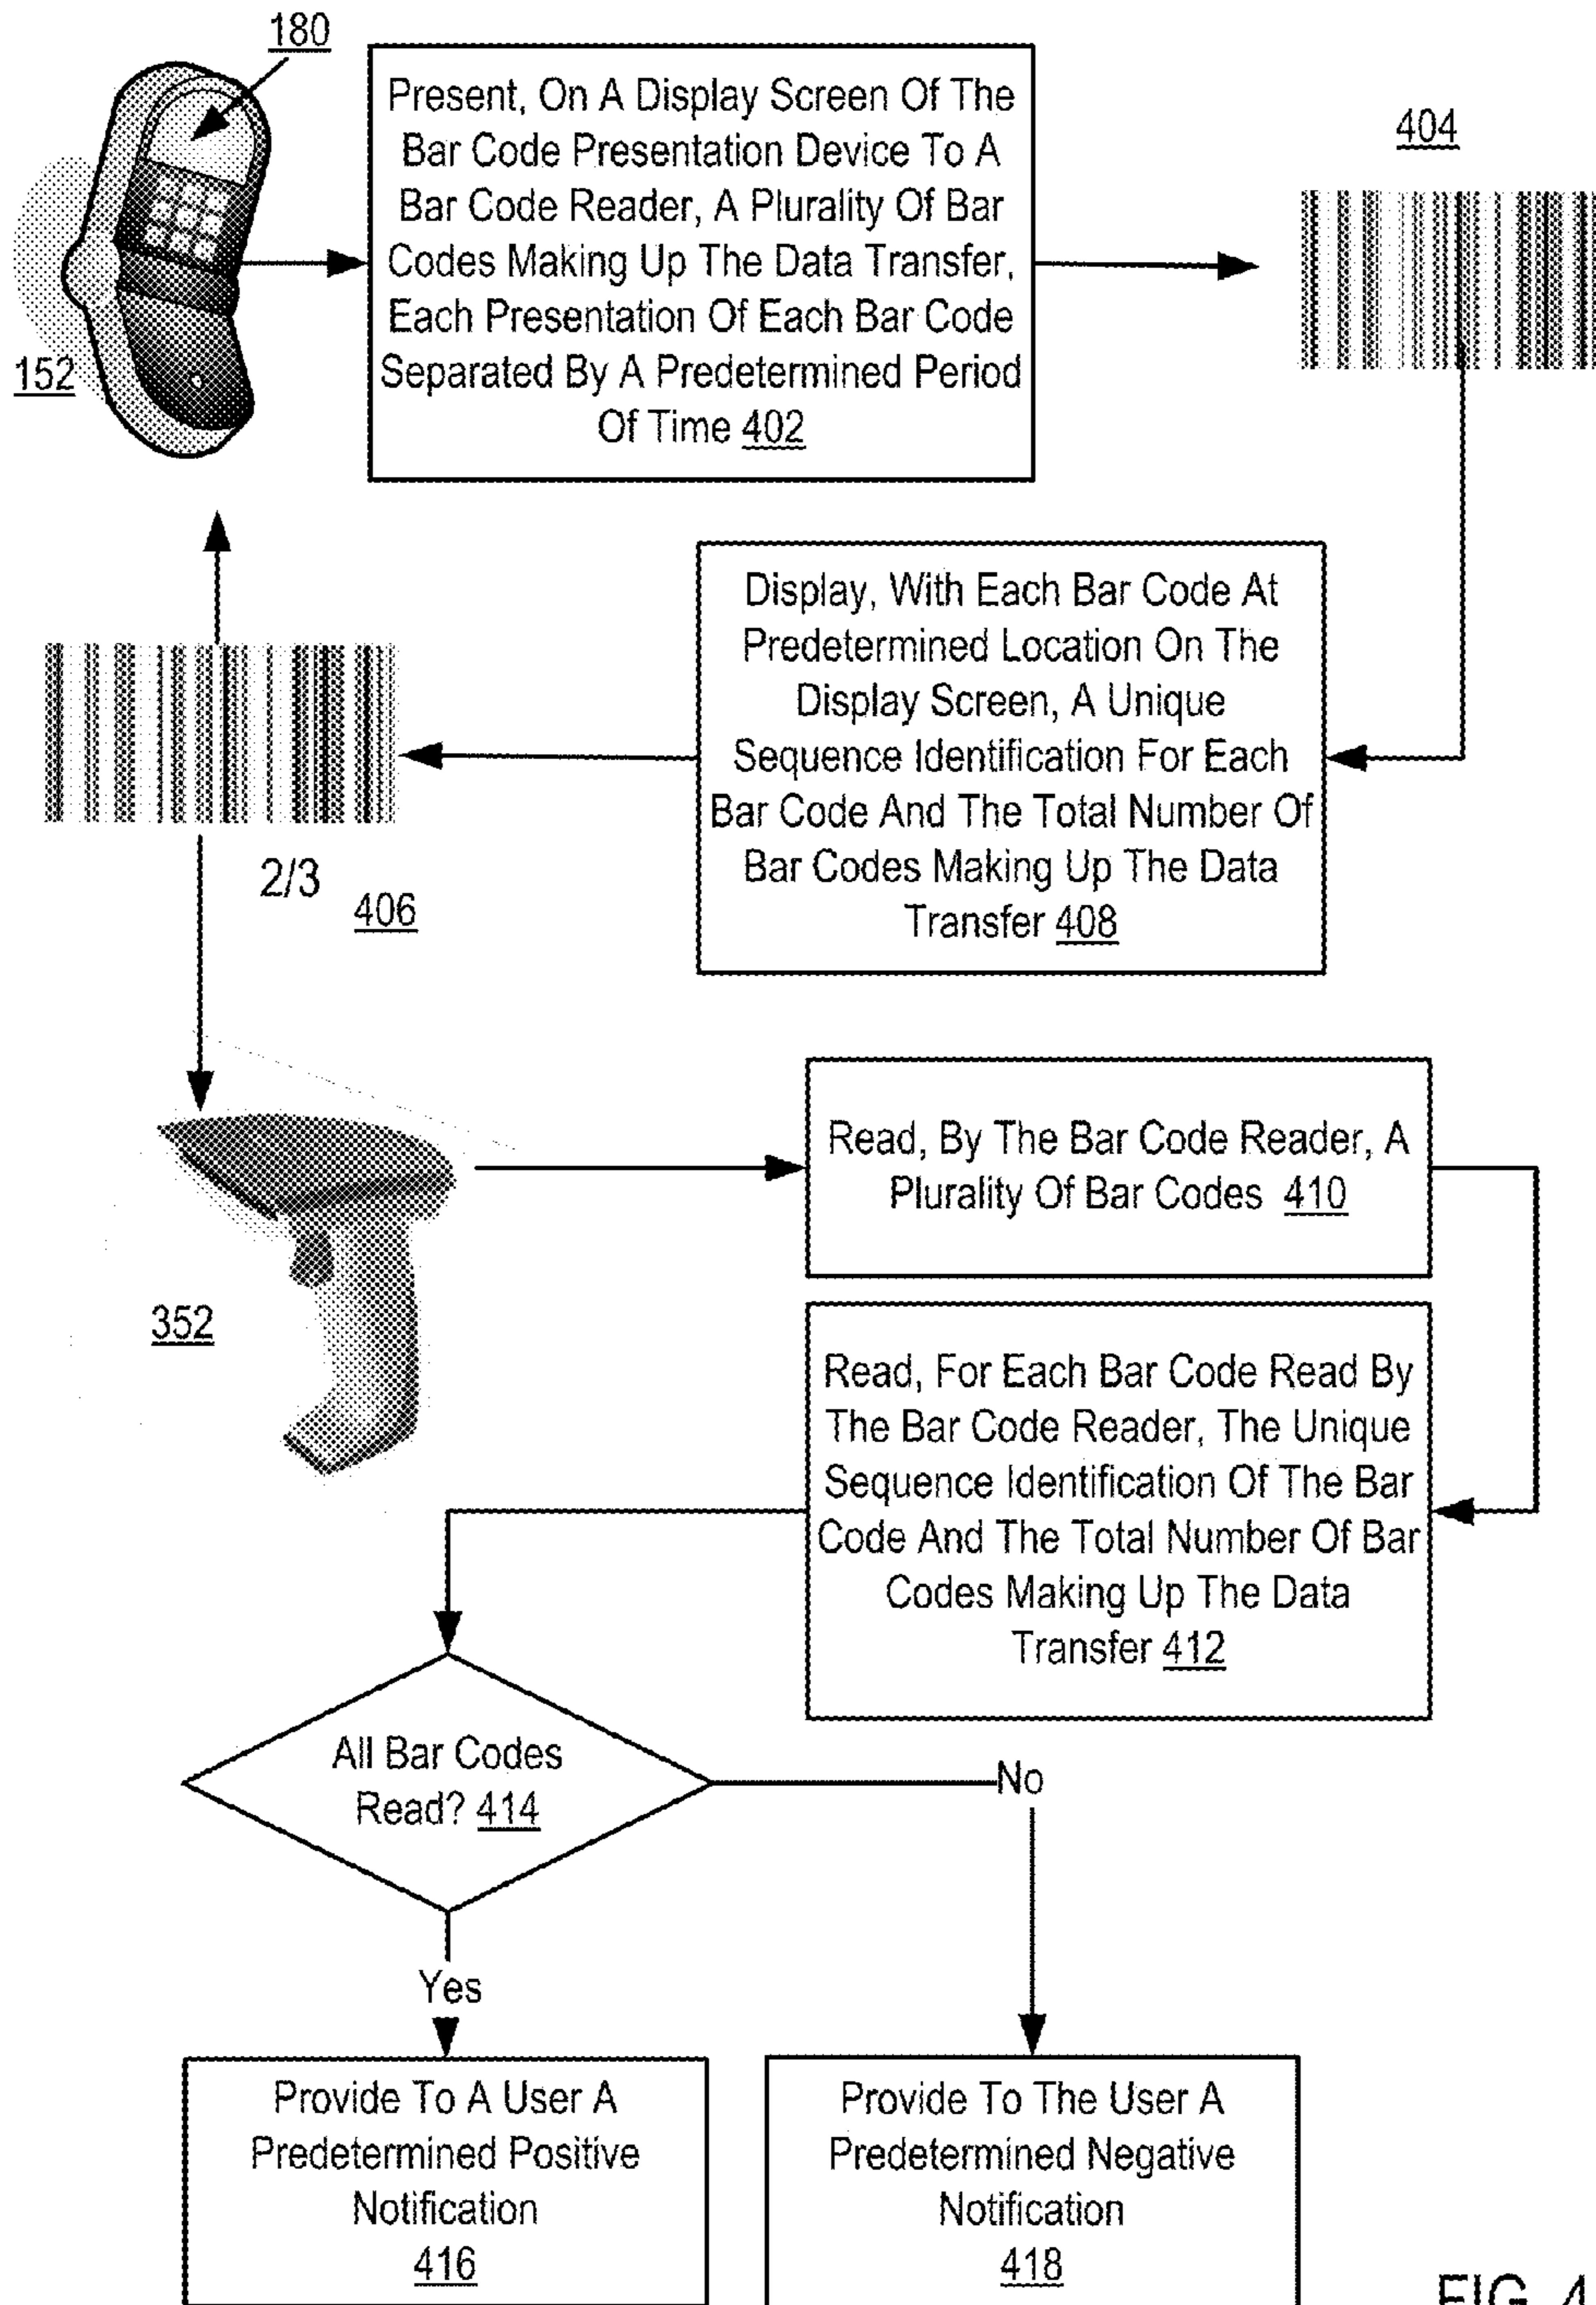 180
Present, On A Display Screen Of The
Bar Code Presentation Device To A
Bar Code Reader, A Plurality Of Bar
Codes Making Up The Data Transfer,
Each Presentation Of Each Bar Code
Separated By A Predetermined Period
Of Time 402
404
152
Display, With Each Bar Code At
Predetermined Location On The
Display Screen, A Unique
Sequence Identification For Each
Bar Code And The Total Number Of
Bar Codes Making Up The Data
Transfer 408
2/3
406
Read, By The Bar Code Reader, A
Plurality Of Bar Codes 410
352
Read, For Each Bar Code Read By
The Bar Code Reader, The Unique
Sequence Identification Of The Bar
Code And The Total Number Of Bar
Codes Making Up The Data
Transfer 412
All Bar Codes
Read? 414
No
Yes
Provide To A User A
Predetermined Positive
Notification
416
Provide To The User A
Predetermined Negative
Notification
418
FIG. 4